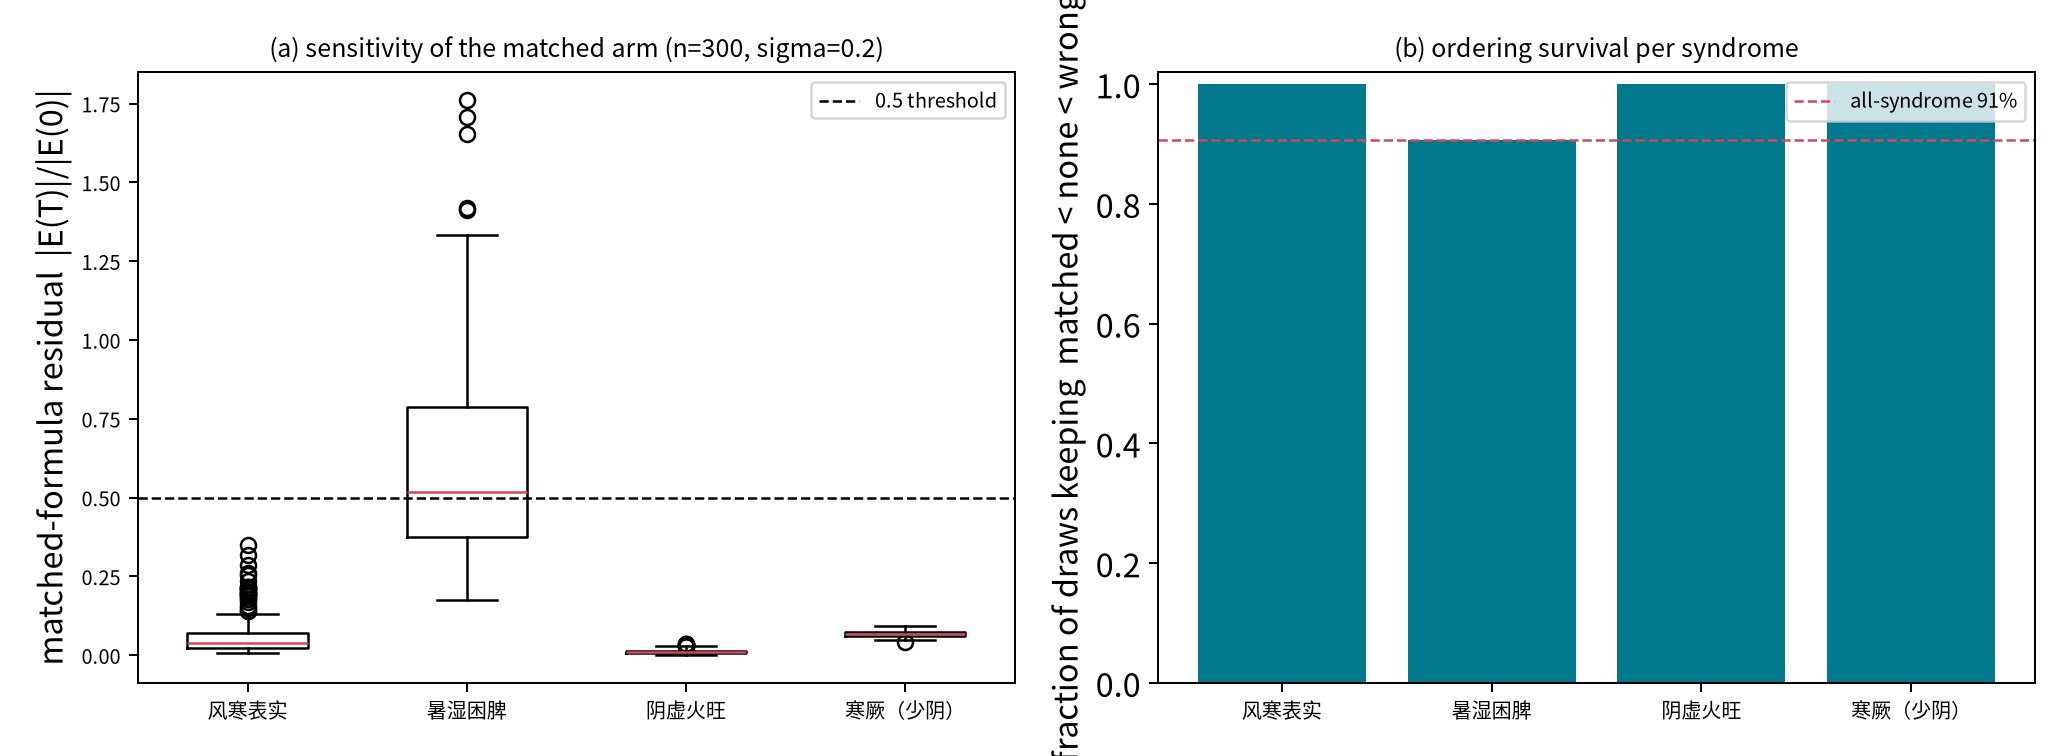 (a) sensitivity of the matched arm (n=300, sigma=0.2)
matched-formula residual |E(T)|/|E(0)|
1.75
1.50
1.25
1.00
0.75
0.50
0.25
0.00
0.5 threshold
风寒表实
暑湿困脾
阴虚火旺
寒厥（少阴）
(b) ordering survival per syndrome
fraction of draws keeping matched < none < wrong
1.0
0.8
0.6
0.4
0.2
0.0
all-syndrome 91%
风寒表实
暑湿困脾
阴虚火旺
寒厥（少阴）